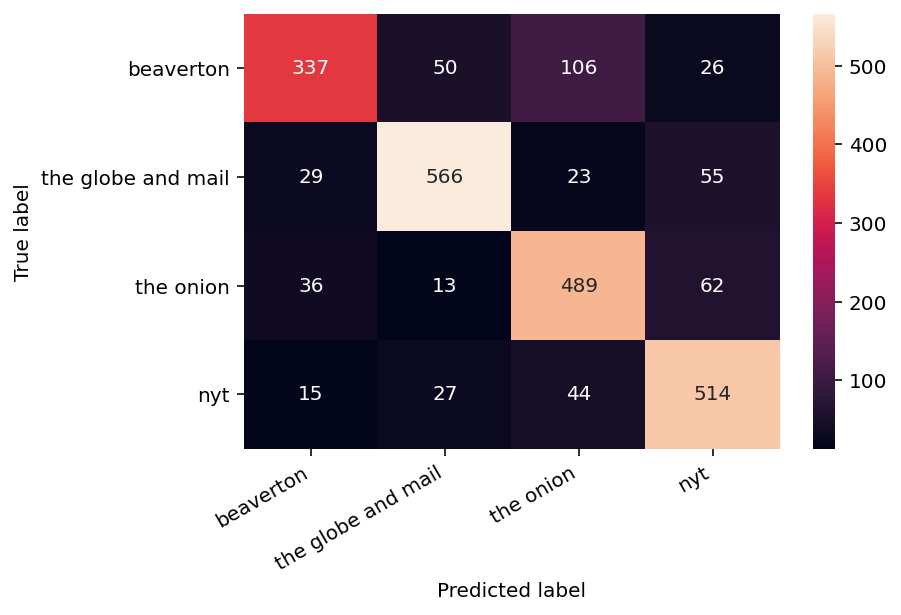 beaverton 337 50 106 26
the globe and mail 29 566 23 55
the onion 36 13 489 62
nyt 15 27 44 514
True label
beaverton the globe and mail the onion nyt
Predicted label
500
400
300
200
100